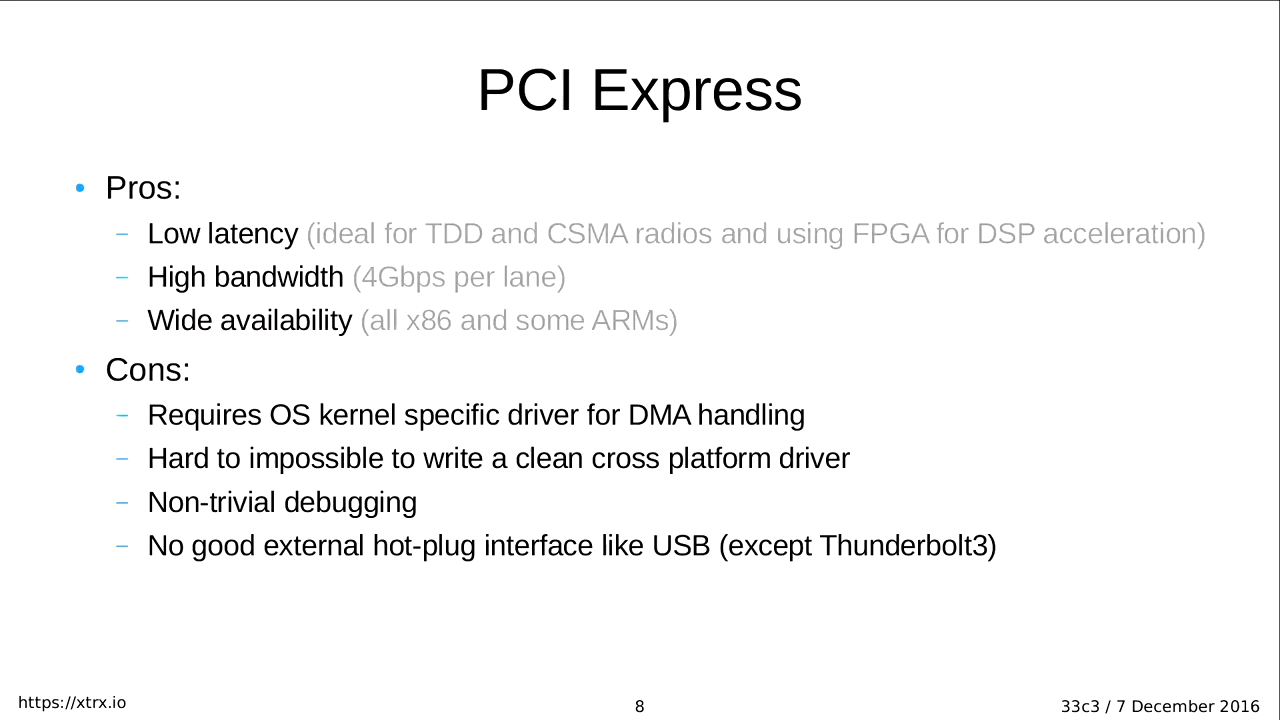 PCI Express
• Pros:
– Low latency (ideal for TDD and CSMA radios and using FPGA for DSP acceleration)
– High bandwidth (4Gbps per lane)
– Wide availability (all x86 and some ARMs)
• Cons:
– Requires OS kernel specific driver for DMA handling
– Hard to impossible to write a clean cross platform driver
– Non-trivial debugging
– No good external hot-plug interface like USB (except Thunderbolt3)
https://xtrx.io
8
33c3 / 7 December 2016